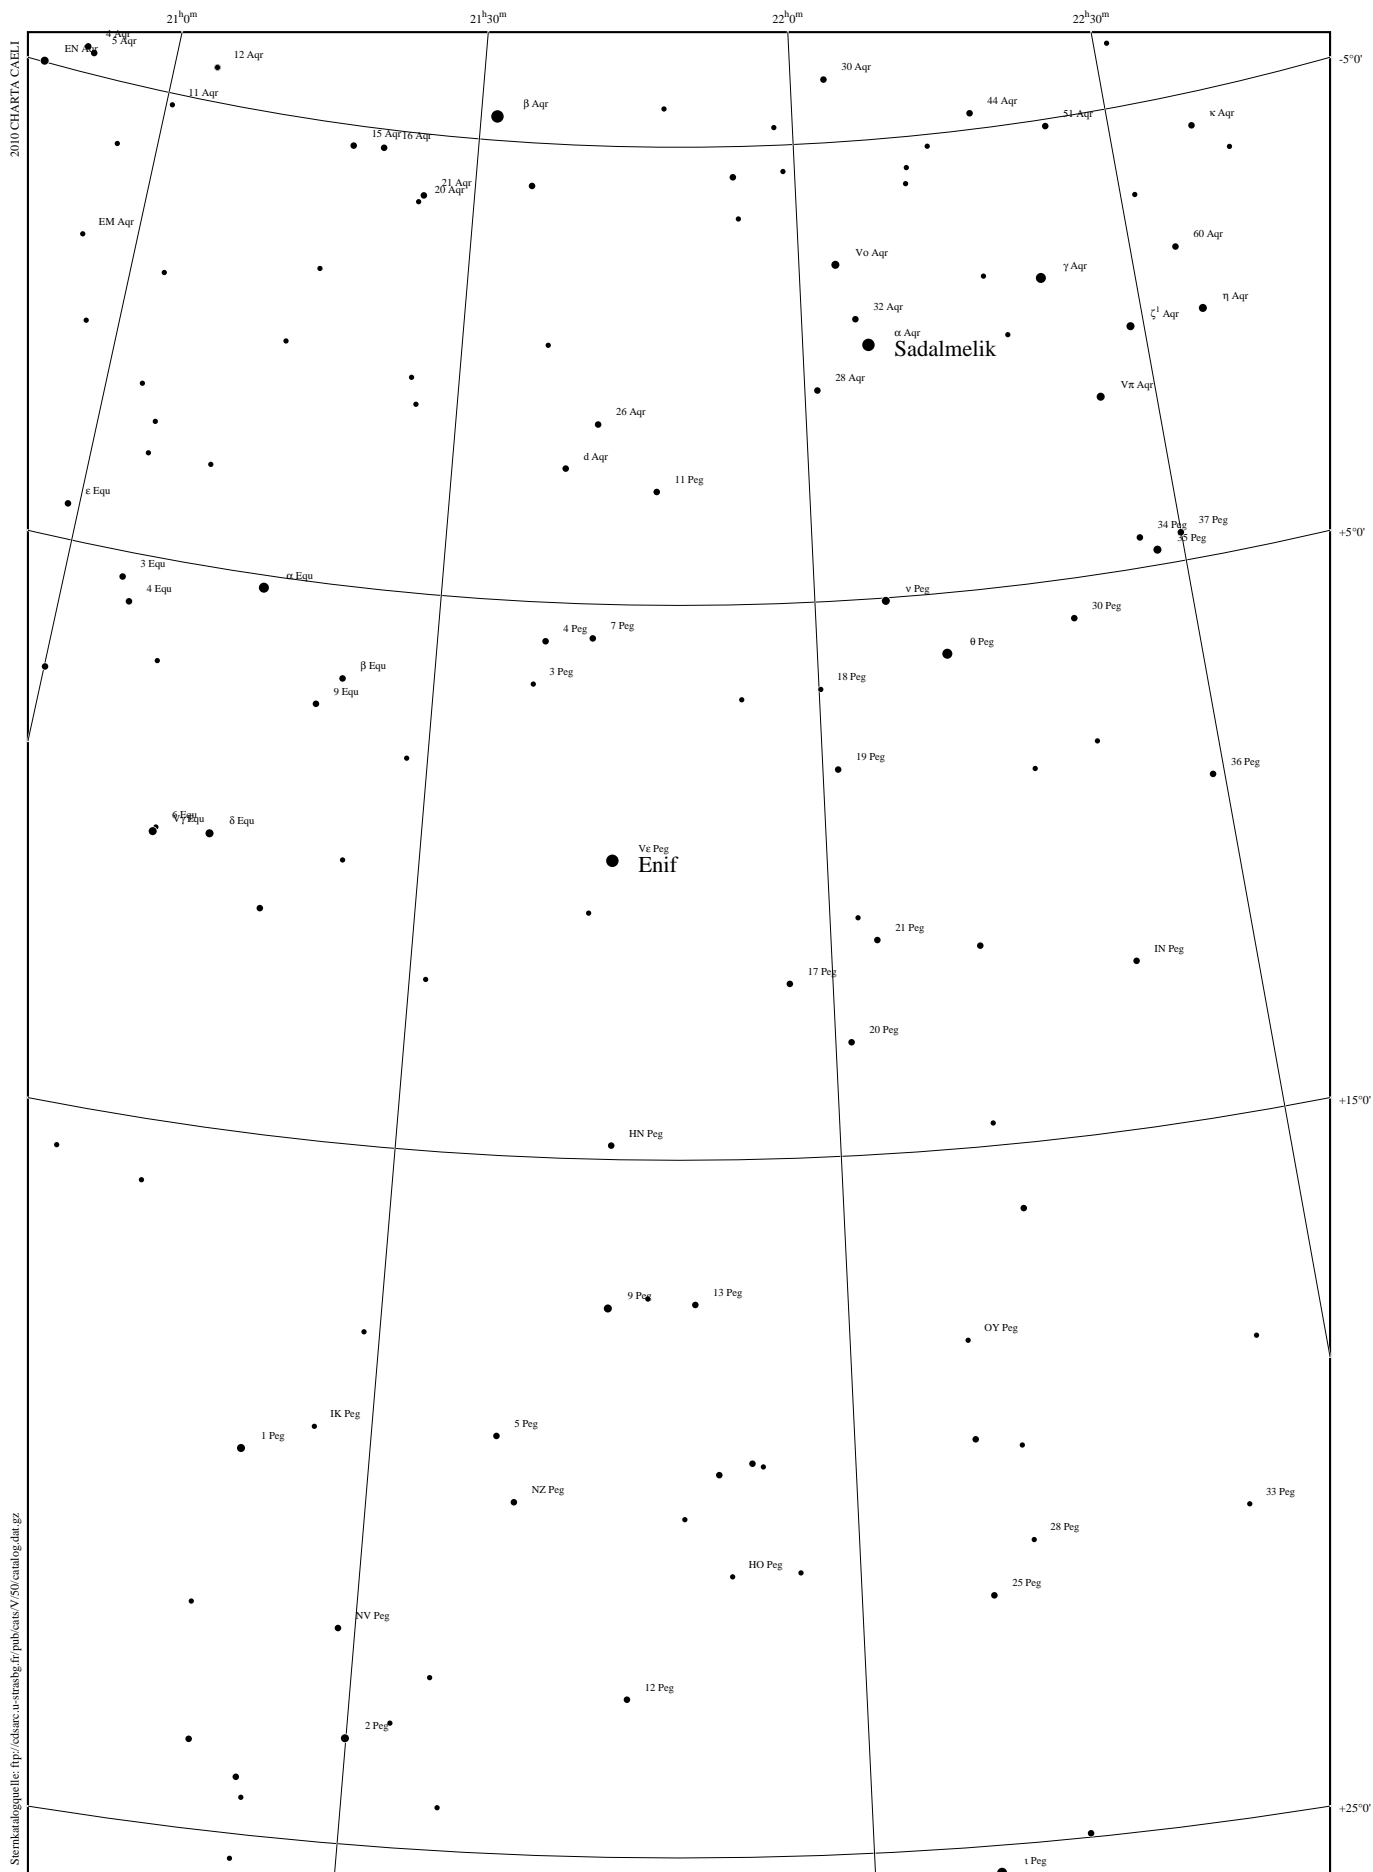 21h0m
21h30m
22h0m
22h30m
4 Aqr
5 Aqr
EN Aqr
12 Aqr
-5°0'
30 Aqr
2010 CHARTA CAELI
11 Aqr
β Aqr
44 Aqr
51 Aqr
κ Aqr
15 Aqr
16 Aqr
21 Aqr
20 Aqr
EM Aqr
60 Aqr
Vo Aqr
γ Aqr
η Aqr
32 Aqr
ζ1 Aqr
α Aqr
Sadalmelik
28 Aqr
Vπ Aqr
26 Aqr
d Aqr
11 Peg
ε Equ
34 Peg
37 Peg
+5°0'
35 Peg
3 Equ
α Equ
4 Equ
ν Peg
30 Peg
4 Peg
7 Peg
θ Peg
β Equ
3 Peg
18 Peg
9 Equ
19 Peg
36 Peg
6 Equ
Vγ Equ
δ Equ
Vε Peg
Enif
21 Peg
IN Peg
17 Peg
20 Peg
+15°0'
HN Peg
9 Peg
13 Peg
OY Peg
IK Peg
1 Peg
5 Peg
NZ Peg
33 Peg
28 Peg
HO Peg
25 Peg
NV Peg
12 Peg
2 Peg
+25°0'
ι Peg
Sternkatalogquelle: ftp://cdsarc.u-strasbg.fr/pub/cats/V/50/catalog.dat.gz